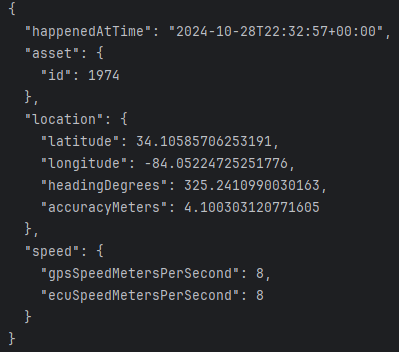 {
  "happenedAtTime": "2024-10-28T22:32:57+00:00",
  "asset": {
    "id": 1974
  },
  "location": {
    "latitude": 34.10585706253191,
    "longitude": -84.05224725251776,
    "headingDegrees": 325.2410990030163,
    "accuracyMeters": 4.100303120771605
  },
  "speed": {
    "gpsSpeedMetersPerSecond": 8,
    "ecuSpeedMetersPerSecond": 8
  }
}